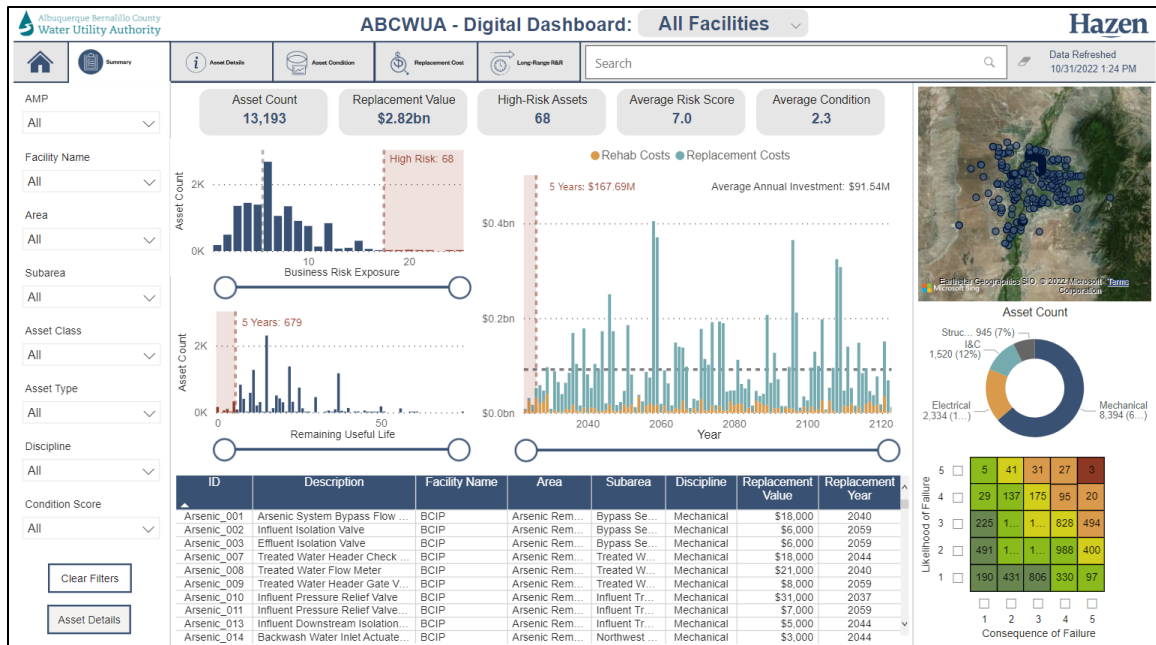 Albuquerque Bernalillo County
Water Utility Authority
ABCWUA - Digital Dashboard: All Facilities
Hazen
Summary
i Asset Details
Asset Condition
Replacement Cost
Long-Range R&R
Search
Data Refreshed
10/31/2022 1:24 PM
AMP
All
Facility Name
All
Area
All
Subarea
All
Asset Class
All
Asset Type
All
Discipline
All
Condition Score
All
Clear Filters
Asset Details
Asset Count
13,193
Replacement Value
$2.82bn
High-Risk Assets
68
Average Risk Score
7.0
Average Condition
2.3
High Risk: 68
Asset Count
2K
0K
10 20
Business Risk Exposure
5 Years: 679
Asset Count
2K
0K
0 50
Remaining Useful Life
Rehab Costs Replacement Costs
5 Years: $167.69M
Average Annual Investment: $91.54M
$0.4bn
$0.2bn
$0.0bn
2040 2060 2080 2100 2120
Year
ID Description Facility Name Area Subarea Discipline Replacement Value Replacement Year
Arsenic_001 Arsenic System Bypass Flow ... BCIP Arsenic Rem... Bypass Se... Mechanical $18,000 2040
Arsenic_002 Influent Isolation Valve BCIP Arsenic Rem... Bypass Se... Mechanical $6,000 2059
Arsenic_003 Effluent Isolation Valve BCIP Arsenic Rem... Bypass Se... Mechanical $6,000 2059
Arsenic_007 Treated Water Header Check ... BCIP Arsenic Rem... Treated W... Mechanical $18,000 2044
Arsenic_008 Treated Water Flow Meter BCIP Arsenic Rem... Treated W... Mechanical $21,000 2040
Arsenic_009 Treated Water Header Gate V... BCIP Arsenic Rem... Treated W... Mechanical $8,000 2059
Arsenic_010 Influent Pressure Relief Valve BCIP Arsenic Rem... Influent Tr... Mechanical $31,000 2037
Arsenic_011 Influent Pressure Relief Valve... BCIP Arsenic Rem... Influent Tr... Mechanical $7,000 2059
Arsenic_013 Influent Downstream Isolation... BCIP Arsenic Rem... Influent Tr... Mechanical $5,000 2044
Arsenic_014 Backwash Water Inlet Actuate... BCIP Arsenic Rem... Northwest ... Mechanical $3,000 2044
Earthstar Geographics SIO, © 2022 Microsoft Terms
Microsoft Bing
Corporation
Asset Count
Struc... 945 (7%)
I&C
1,520 (12%)
Electrical
2,334 (1...)
Mechanical
8,394 (6...)
Likelihood of Failure
5 5 41 31 27 3
4 29 137 175 95 20
3 225 1... 1... 828 494
2 491 1... 1... 988 400
1 190 431 806 330 97
1 2 3 4 5
Consequence of Failure